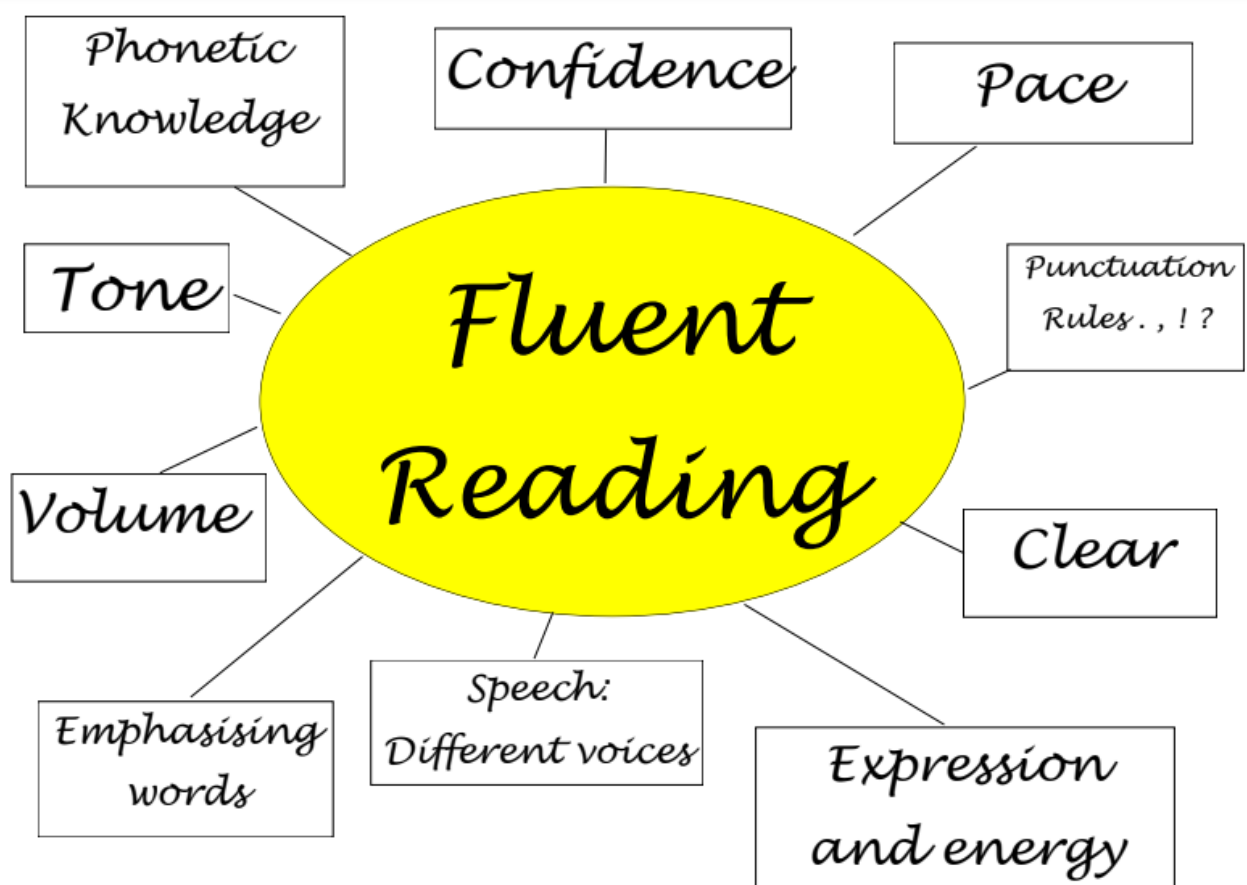 Phonetic
Knowledge
Confidence
Pace
Tone
Fluent
Reading
Punctuation
Rules . , ! ?
Volume
Clear
Emphasising
words
Speech:
Different voices
Expression
and energy